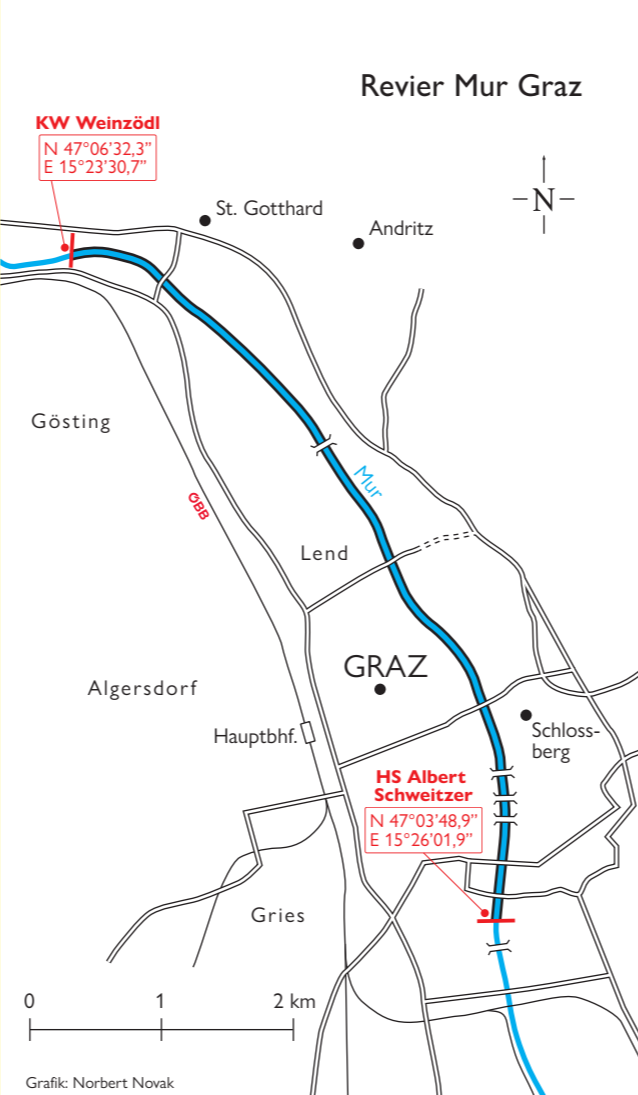 Revier Mur Graz
KW Weinzödl
N 47°06’32,3”
E 15°23’30,7”
N
St. Gotthard
Andritz
Gösting
Mur
ÖBB
Lend
GRAZ
Algersdorf
Hauptbhf.
Schloss-
berg
HS Albert
Schweitzer
N 47°03’48,9”
E 15°26’01,9”
Gries
0 1 2 km
Grafik: Norbert Novak